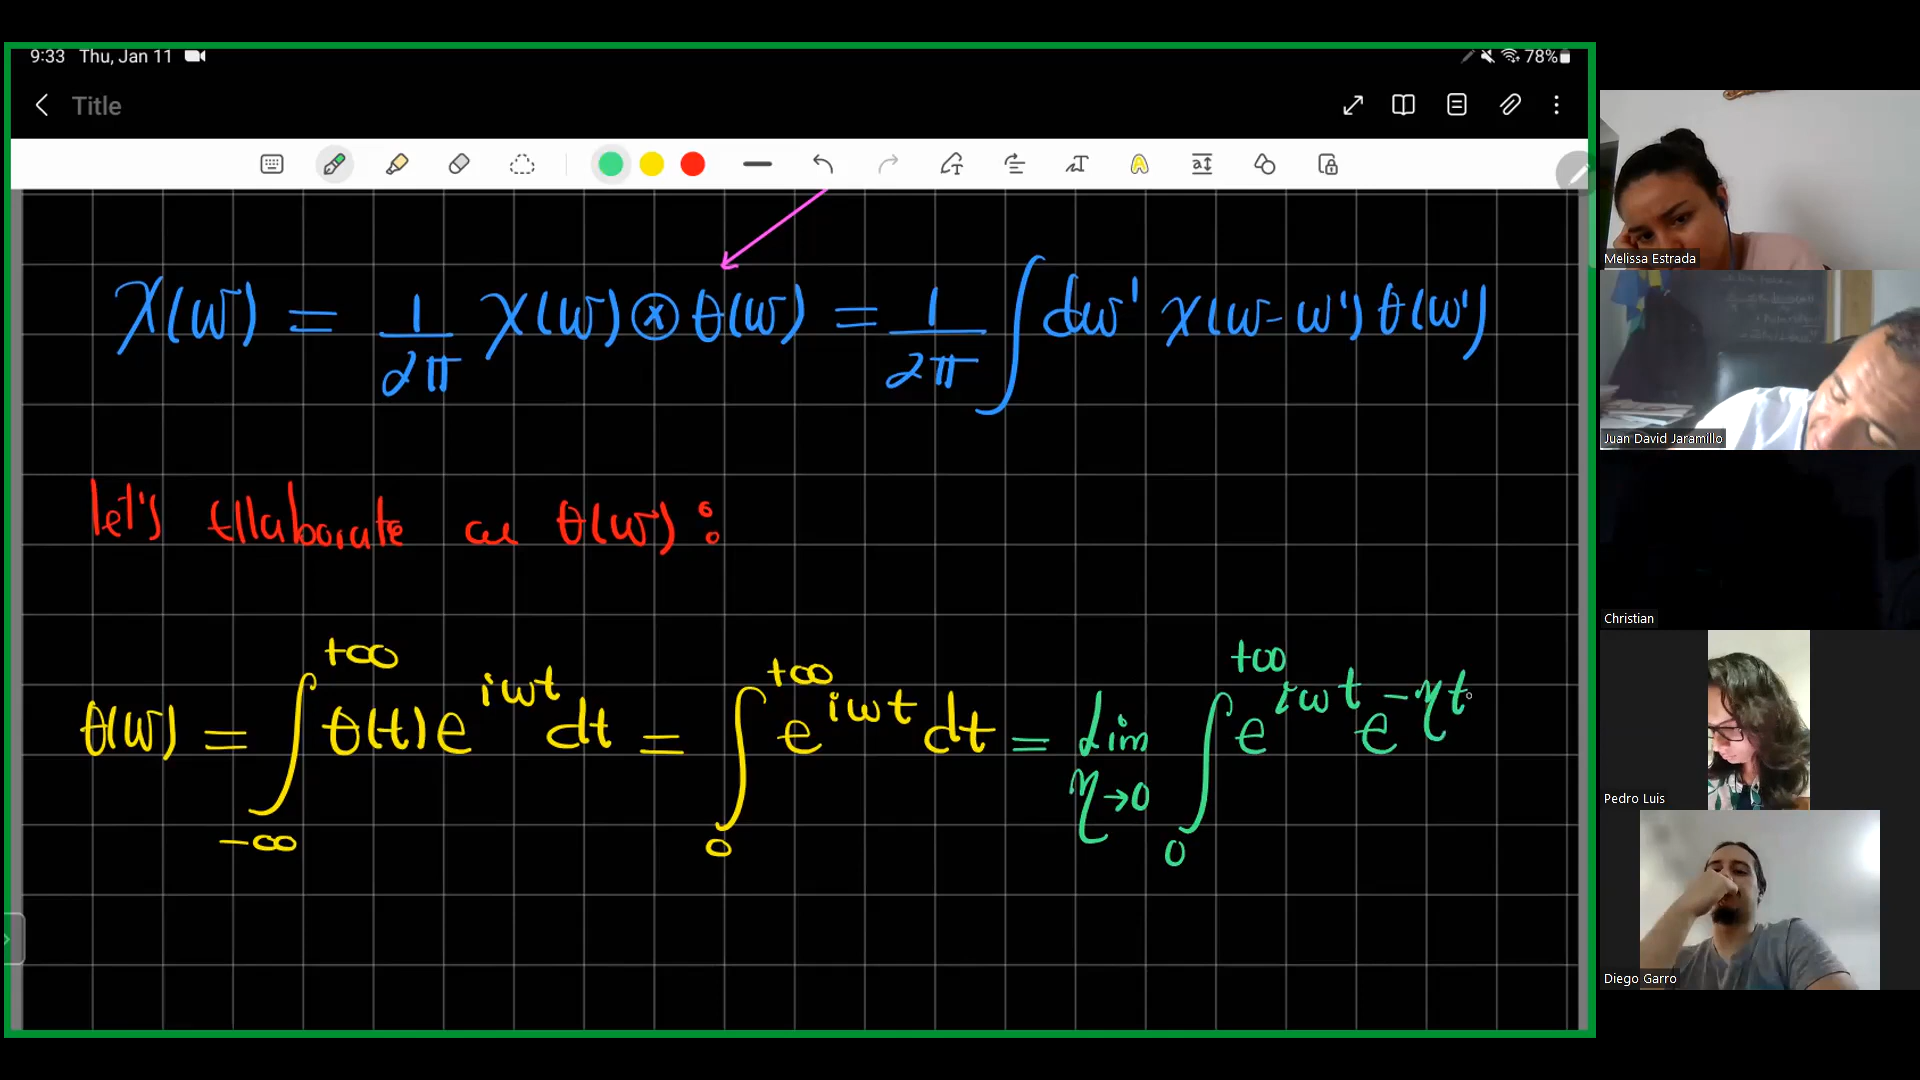 9:33 Thu, Jan 11 78%
Title
χ(ω) = 1/2π χ(ω) ⊗ θ(ω) = 1/2π ∫ dω' χ(ω-ω') θ(ω')
let's ellaborate on θ(ω) :
θ(ω) = ∫_{-∞}^{+∞} θ(t) e^{iωt} dt = ∫_0^{+∞} e^{iωt} dt = lim_{η→0} ∫_0^{+∞} e^{iωt} e^{-ηt}
Melissa Estrada
Juan David Jaramillo
Christian
Pedro Luis
Diego Garro